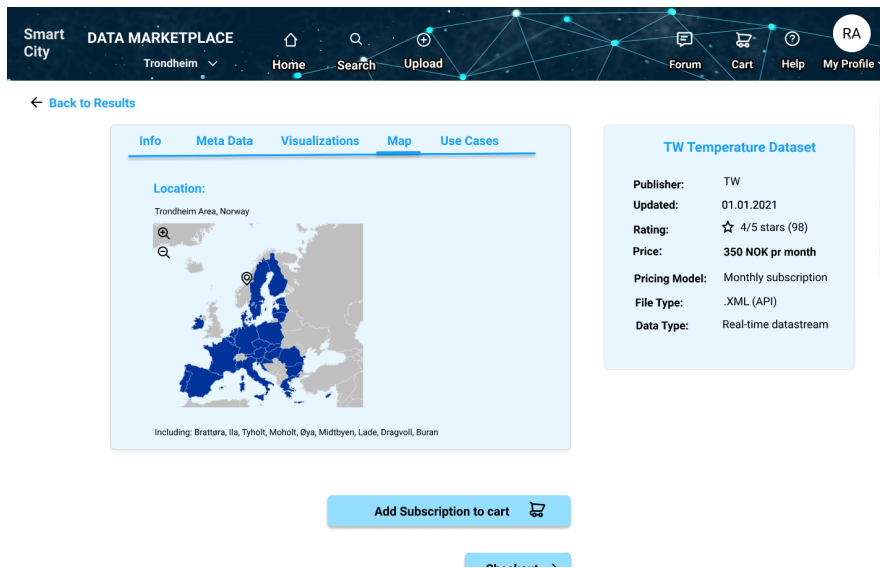 Smart City
DATA MARKETPLACE
Trondheim
Home
Search
Upload
Forum
Cart
Help
RA
My Profile
Back to Results
Info Meta Data Visualizations Map Use Cases
Location:
Trondheim Area, Norway
Including: Brattøra, Ila, Tyholt, Moholt, Øya, Midtbyen, Lade, Dragvoll, Buran
TW Temperature Dataset
Publisher: TW
Updated: 01.01.2021
Rating: 4/5 stars (98)
Price: 350 NOK pr month
Pricing Model: Monthly subscription
File Type: .XML (API)
Data Type: Real-time datastream
Add Subscription to cart
Checkout